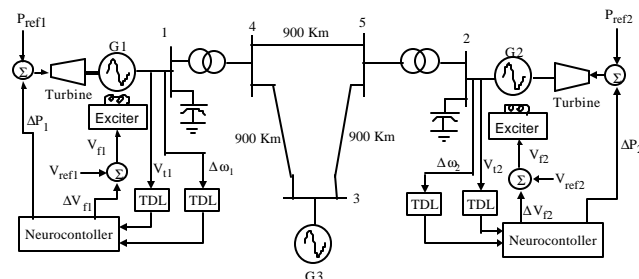 P_ref1
G1
1
4
5
900 Km
2
G2
P_ref2
Σ
Turbine
Exciter
ΔP_1
V_f1
V_ref1
Σ
ΔV_f1
V_t1
Δω_1
TDL
TDL
Neurocontoller
900 Km
900 Km
3
G3
Σ
Turbine
Exciter
ΔP_2
V_f2
V_ref2
Σ
ΔV_f2
V_t2
Δω_2
TDL
TDL
Neurocontroller